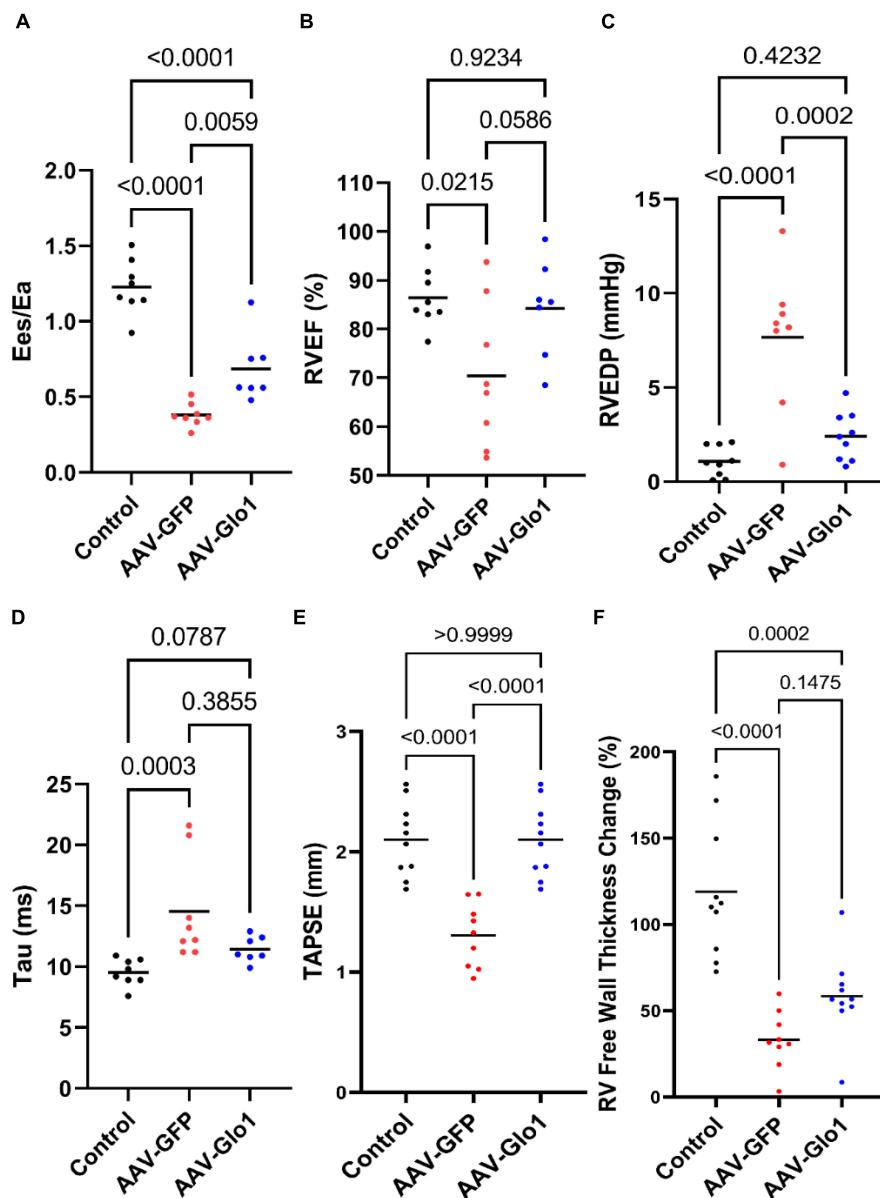 A
<0.0001
0.0059
<0.0001
2.0
1.5
1.0
0.5
0.0
Ees/Ea
Control
AAV-GFP
AAV-Glo1
B
0.9234
0.0586
0.0215
110
100
90
80
70
60
50
RVEF (%)
Control
AAV-GFP
AAV-Glo1
C
0.4232
0.0002
<0.0001
15
10
5
0
RVEDP (mmHg)
Control
AAV-GFP
AAV-Glo1
D
0.0787
0.3855
0.0003
25
20
15
10
5
0
Tau (ms)
Control
AAV-GFP
AAV-Glo1
E
>0.9999
<0.0001
<0.0001
3
2
1
0
TAPSE (mm)
Control
AAV-GFP
AAV-Glo1
F
0.0002
0.1475
<0.0001
200
150
100
50
0
RV Free Wall Thickness Change (%)
Control
AAV-GFP
AAV-Glo1